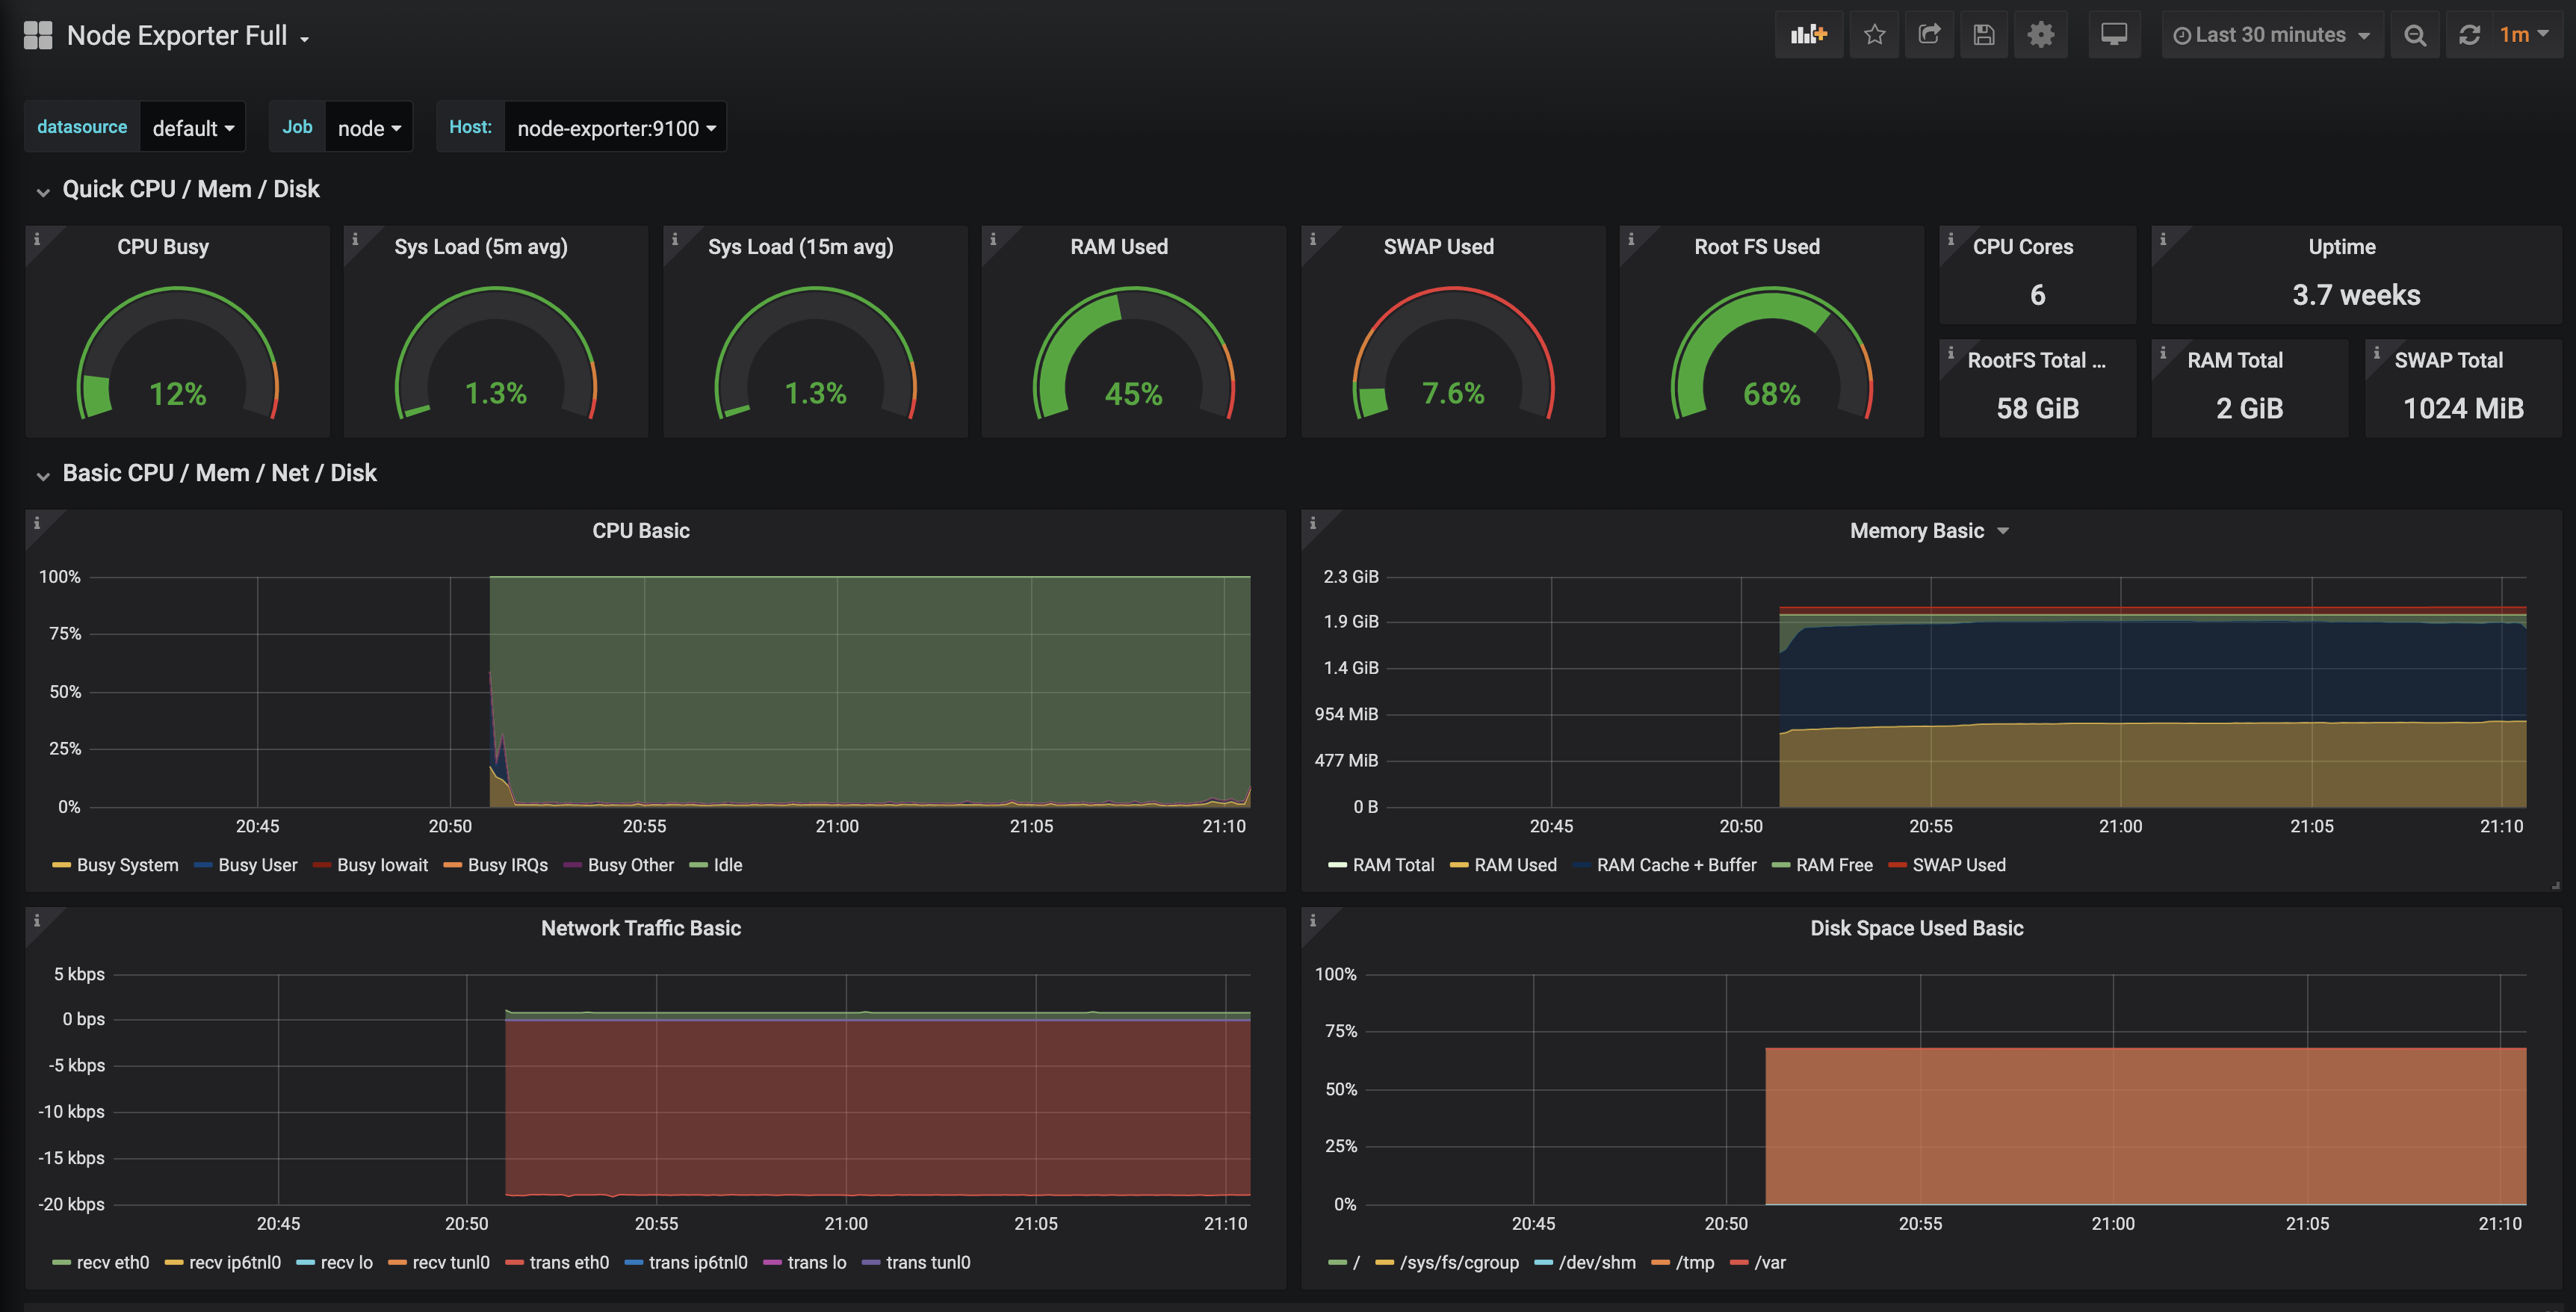 Node Exporter Full
Last 30 minutes
1m
datasource default Job node Host: node-exporter:9100
Quick CPU / Mem / Disk
CPU Busy
12%
Sys Load (5m avg)
1.3%
Sys Load (15m avg)
1.3%
RAM Used
45%
SWAP Used
7.6%
Root FS Used
68%
CPU Cores
6
Uptime
3.7 weeks
RootFS Total ...
58 GiB
RAM Total
2 GiB
SWAP Total
1024 MiB
Basic CPU / Mem / Net / Disk
CPU Basic
100%
75%
50%
25%
0%
20:45 20:50 20:55 21:00 21:05 21:10
Busy System Busy User Busy Iowait Busy IRQs Busy Other Idle
Memory Basic
2.3 GiB
1.9 GiB
1.4 GiB
954 MiB
477 MiB
0 B
20:45 20:50 20:55 21:00 21:05 21:10
RAM Total RAM Used RAM Cache + Buffer RAM Free SWAP Used
Network Traffic Basic
5 kbps
0 bps
-5 kbps
-10 kbps
-15 kbps
-20 kbps
20:45 20:50 20:55 21:00 21:05 21:10
recv eth0 recv ip6tnl0 recv lo recv tunl0 trans eth0 trans ip6tnl0 trans lo trans tunl0
Disk Space Used Basic
100%
75%
50%
25%
0%
20:45 20:50 20:55 21:00 21:05 21:10
/ /sys/fs/cgroup /dev/shm /tmp /var